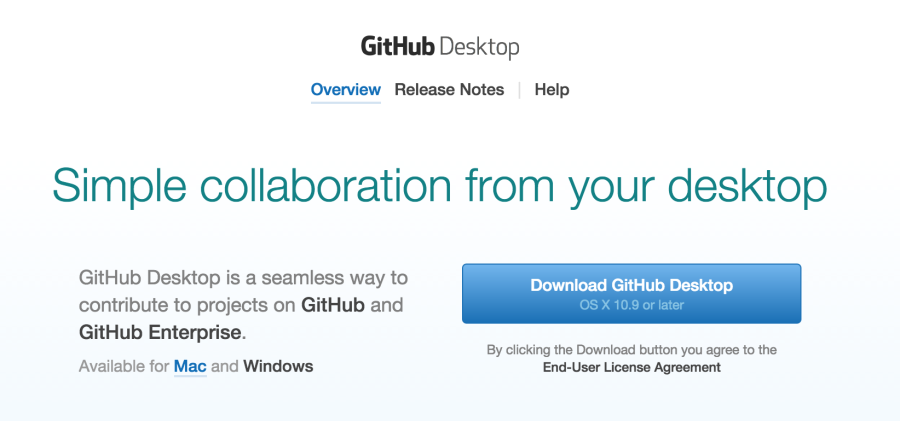 GitHub Desktop
Overview Release Notes | Help
Simple collaboration from your desktop
GitHub Desktop is a seamless way to
contribute to projects on GitHub and
GitHub Enterprise.
Available for Mac and Windows
Download GitHub Desktop
OS X 10.9 or later
By clicking the Download button you agree to the
End-User License Agreement